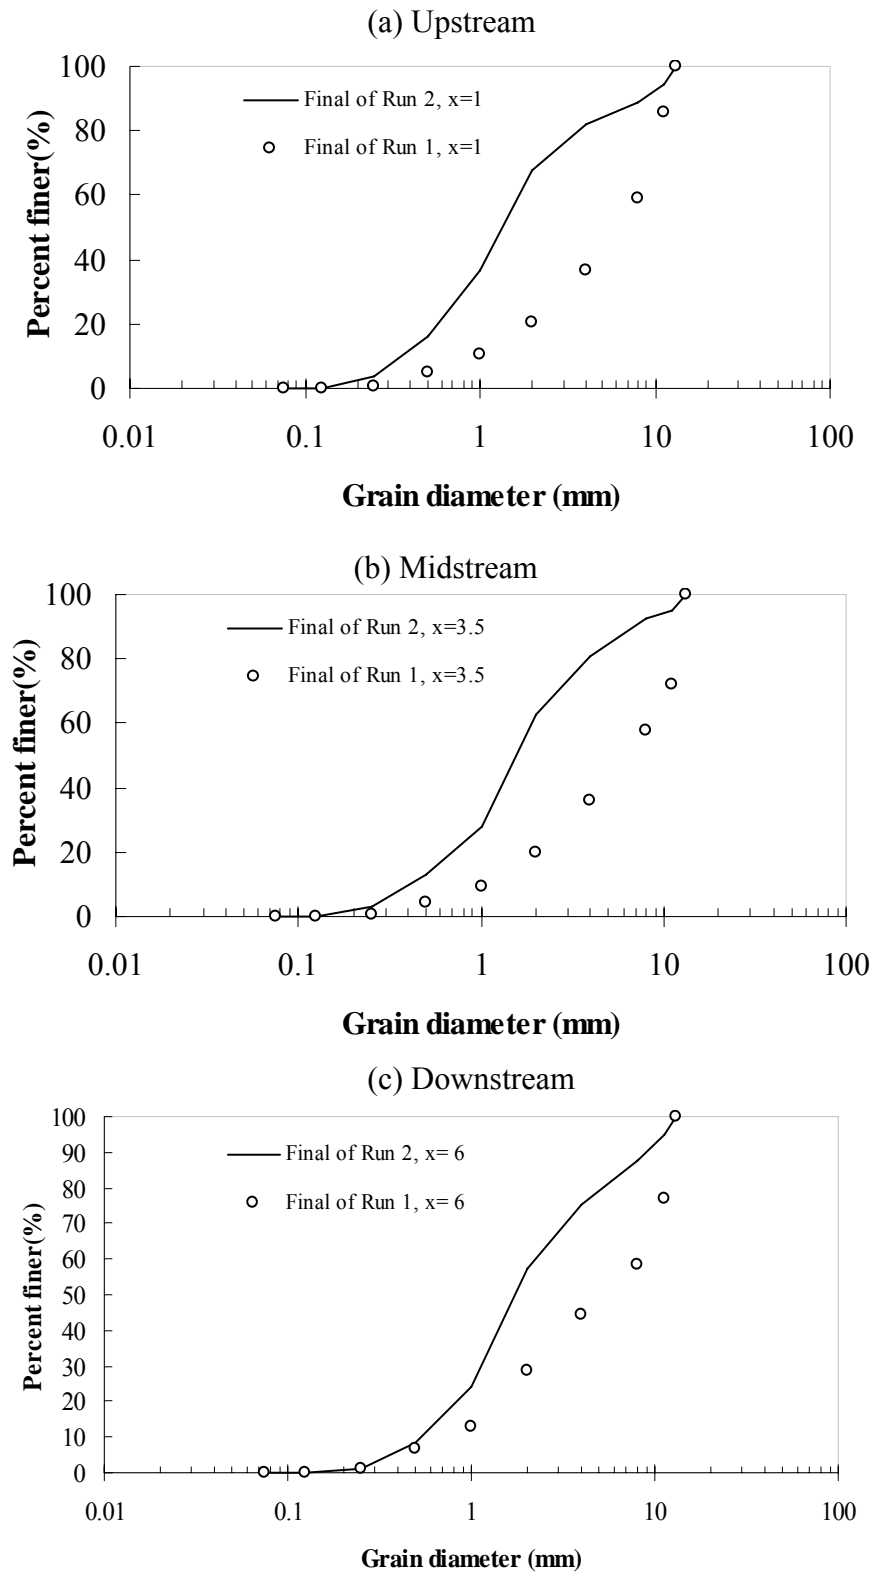 (a) Upstream
100
80
60
40
20
0
Percent finer(%)
Final of Run 2, x=1
Final of Run 1, x=1
0.01 0.1 1 10 100
Grain diameter (mm)
(b) Midstream
100
80
60
40
20
0
Percent finer(%)
Final of Run 2, x=3.5
Final of Run 1, x=3.5
0.01 0.1 1 10 100
Grain diameter (mm)
(c) Downstream
100
90
80
70
60
50
40
30
20
10
0
Percent finer(%)
Final of Run 2, x= 6
Final of Run 1, x= 6
0.01 0.1 1 10 100
Grain diameter (mm)